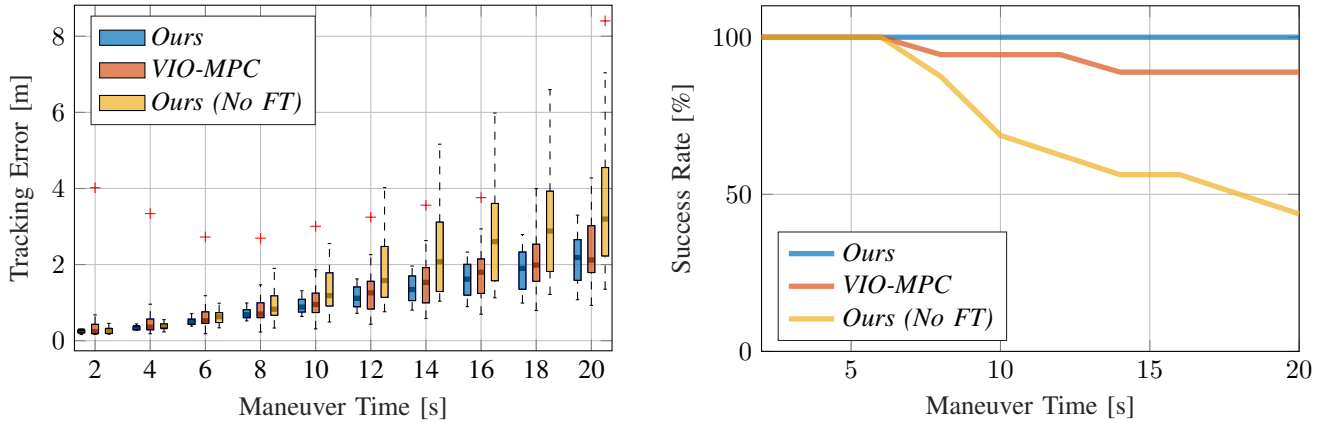 8
6
4
2
0
Tracking Error [m]
Ours
VIO-MPC
Ours (No FT)
2 4 6 8 10 12 14 16 18 20
Maneuver Time [s]
100
50
0
Success Rate [%]
Ours
VIO-MPC
Ours (No FT)
5 10 15 20
Maneuver Time [s]